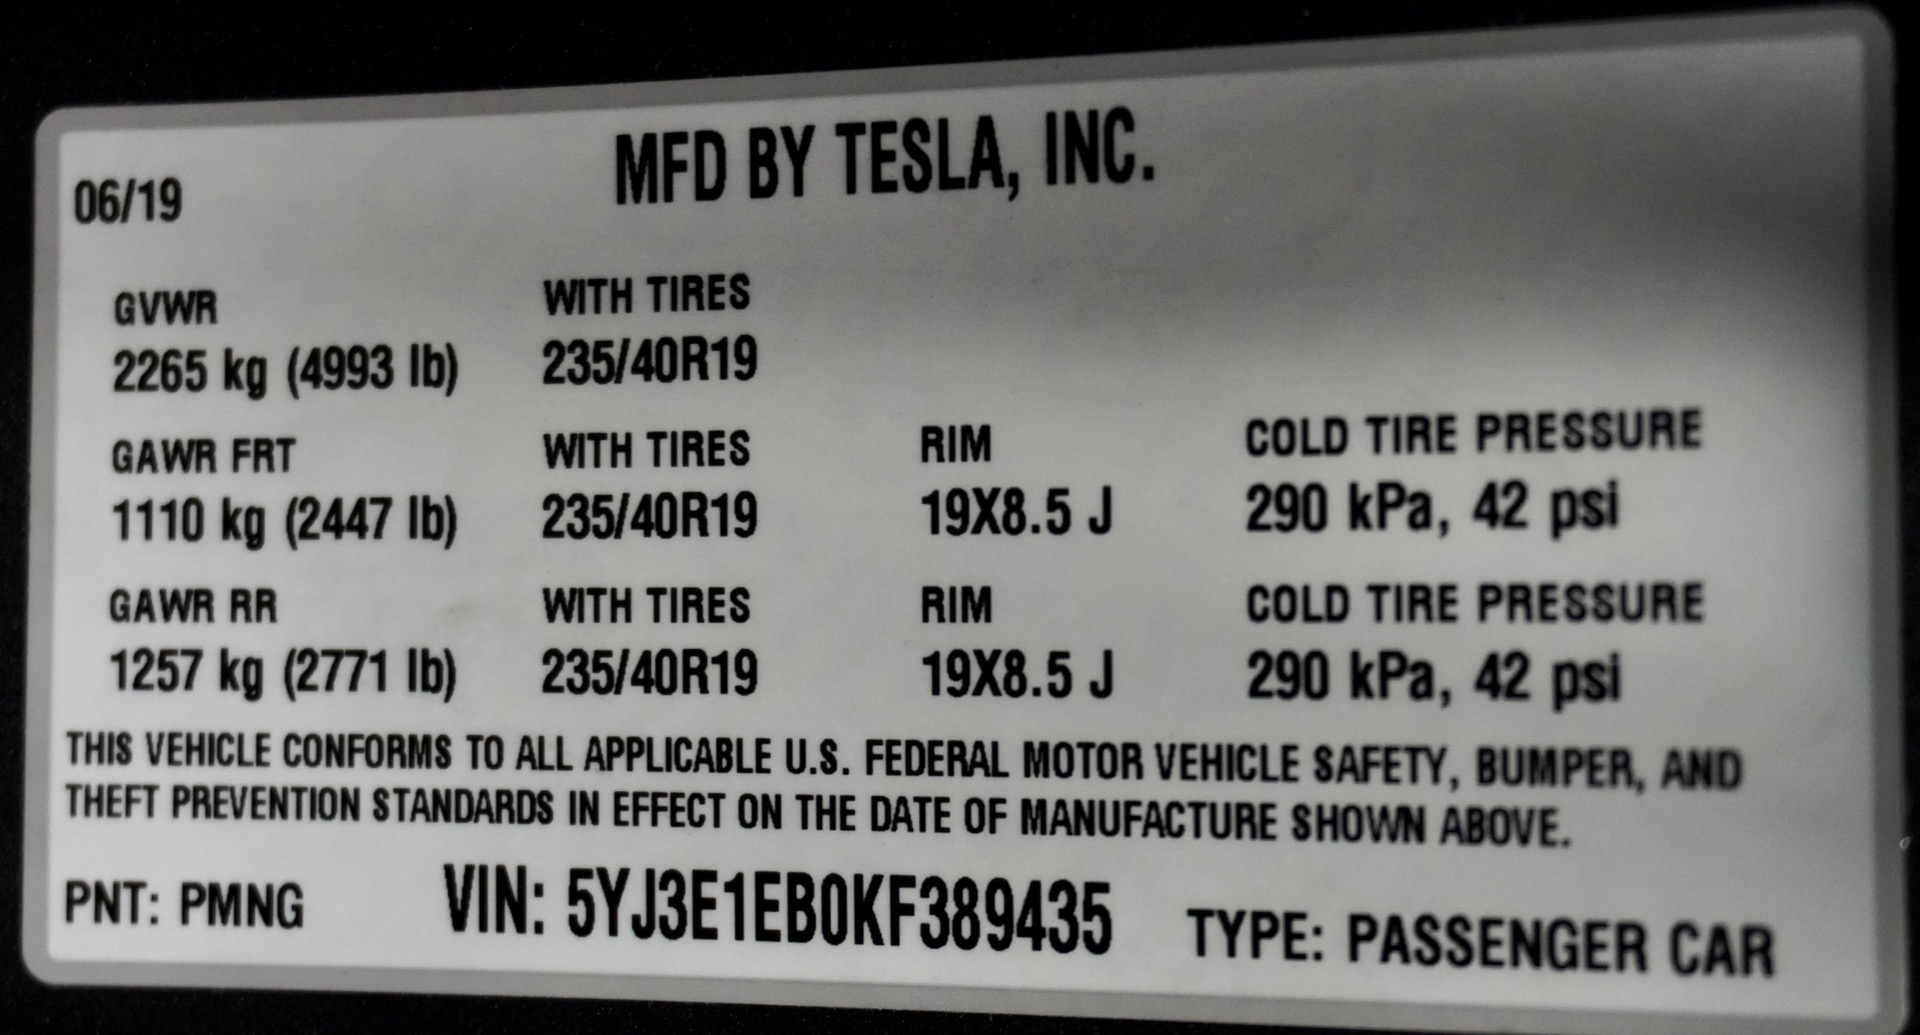 MFD BY TESLA, INC.
06/19
GVWR WITH TIRES
2265 kg (4993 lb) 235/40R19
GAWR FRT WITH TIRES RIM COLD TIRE PRESSURE
1110 kg (2447 lb) 235/40R19 19X8.5 J 290 kPa, 42 psi
GAWR RR WITH TIRES RIM COLD TIRE PRESSURE
1257 kg (2771 lb) 235/40R19 19X8.5 J 290 kPa, 42 psi
THIS VEHICLE CONFORMS TO ALL APPLICABLE U.S. FEDERAL MOTOR VEHICLE SAFETY, BUMPER, AND
THEFT PREVENTION STANDARDS IN EFFECT ON THE DATE OF MANUFACTURE SHOWN ABOVE.
PNT: PMNG VIN: 5YJ3E1EB0KF389435 TYPE: PASSENGER CAR